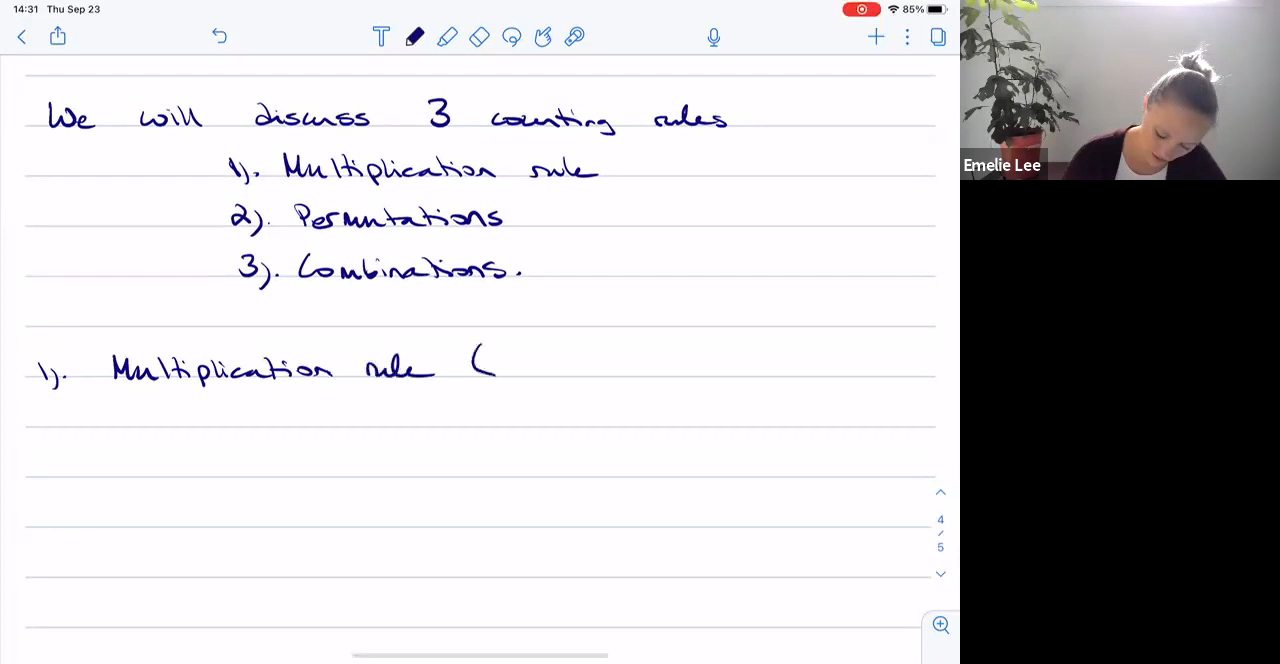 14:31 Thu Sep 23
85%
We will discuss 3 counting rules
1). Multiplication rule
2). Permutations
3). Combinations.
1). Multiplication rule (
Emelie Lee
4
/
5